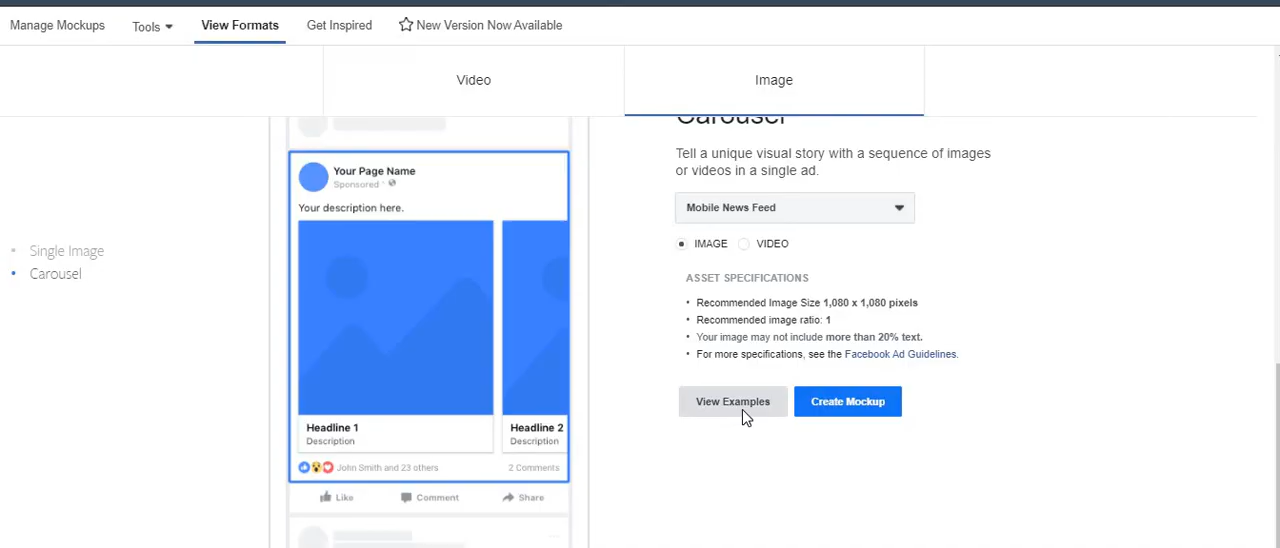 Manage Mockups
Tools
View Formats
Get Inspired
New Version Now Available
Video
Image
Carousel
Tell a unique visual story with a sequence of images
or videos in a single ad.
Mobile News Feed
IMAGE
VIDEO
ASSET SPECIFICATIONS
• Recommended Image Size 1,080 x 1,080 pixels
• Recommended image ratio: 1
• Your image may not include more than 20% text.
• For more specifications, see the Facebook Ad Guidelines.
View Examples
Create Mockup
• Single Image
• Carousel
Your Page Name
Sponsored
Your description here.
Headline 1
Description
Headline 2
Description
John Smith and 23 others
2 Comments
Like
Comment
Share